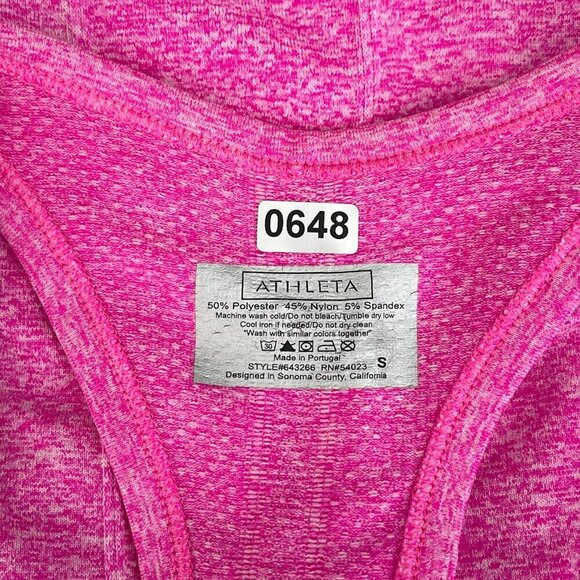 0648
ATHLETA
50% Polyester 45% Nylon 5% Spandex
Machine wash cold/Do not bleach/Tumble dry low
Cool iron if needed/Do not dry clean
"Wash with similar colors together"
30
Made in Portugal
STYLE#643266 RN#54023 S
Designed in Sonoma County, California